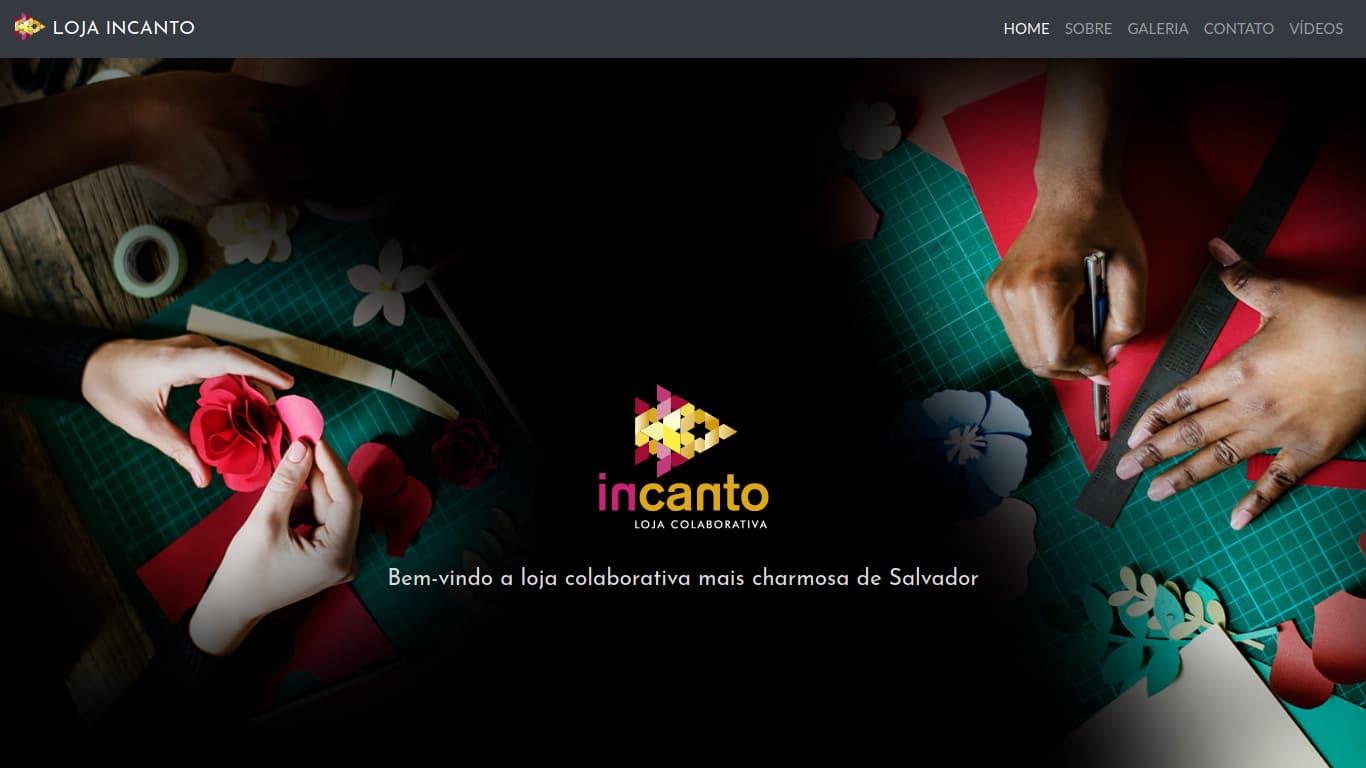 LOJA INCANTO
HOME SOBRE GALERIA CONTATO VÍDEOS
incanto
LOJA COLABORATIVA
Bem-vindo a loja colaborativa mais charmosa de Salvador